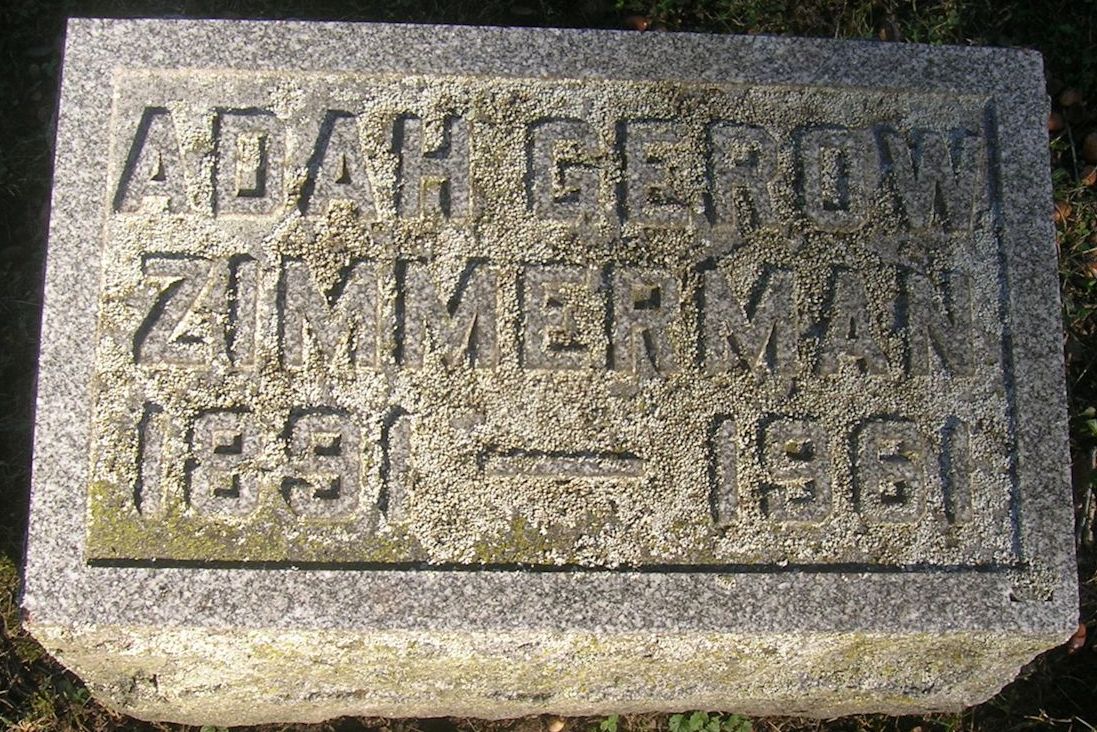 ADAH GEROW
ZIMMERMAN
1891 — 1961